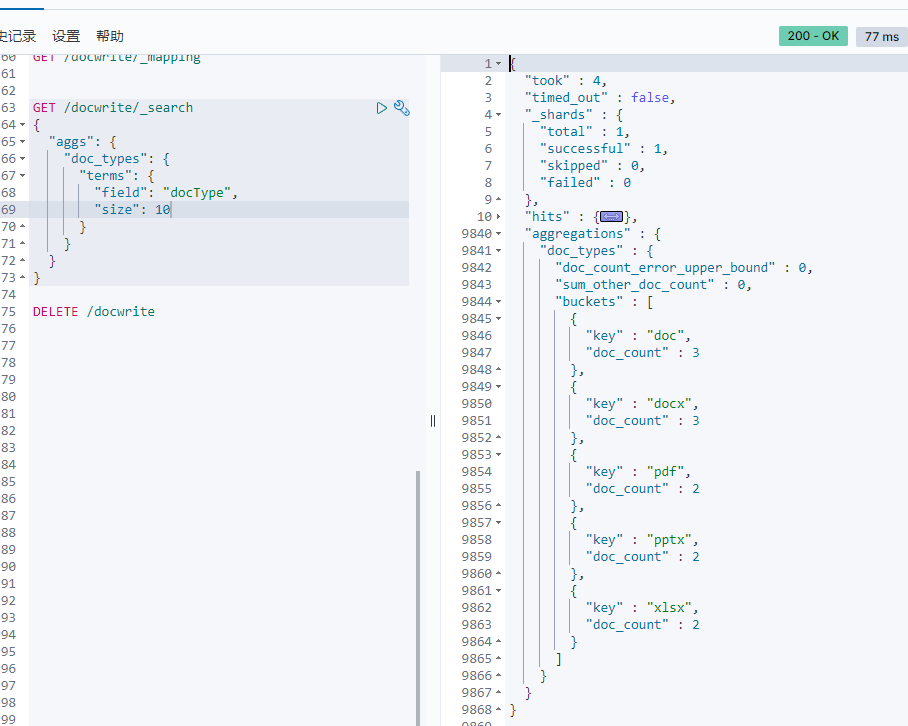 史记录 设置 帮助
200 - OK 77 ms
60 GET /docwrite/_mapping
61
62
63 GET /docwrite/_search
64 {
65 "aggs": {
66 "doc_types": {
67 "terms": {
68 "field": "docType",
69 "size": 10
70 }
71 }
72 }
73 }
74
75 DELETE /docwrite
76
77
78
79
80
81
82
83
84
85
86
87
88
89
90
91
92
93
94
95
96
97
98
99
1 {
2 "took" : 4,
3 "timed_out" : false,
4 "_shards" : {
5 "total" : 1,
6 "successful" : 1,
7 "skipped" : 0,
8 "failed" : 0
9 },
10 "hits" : {},
9840 "aggregations" : {
9841 "doc_types" : {
9842 "doc_count_error_upper_bound" : 0,
9843 "sum_other_doc_count" : 0,
9844 "buckets" : [
9845 {
9846 "key" : "doc",
9847 "doc_count" : 3
9848 },
9849 {
9850 "key" : "docx",
9851 "doc_count" : 3
9852 },
9853 {
9854 "key" : "pdf",
9855 "doc_count" : 2
9856 },
9857 {
9858 "key" : "pptx",
9859 "doc_count" : 2
9860 },
9861 {
9862 "key" : "xlsx",
9863 "doc_count" : 2
9864 }
9865 ]
9866 }
9867 }
9868 }